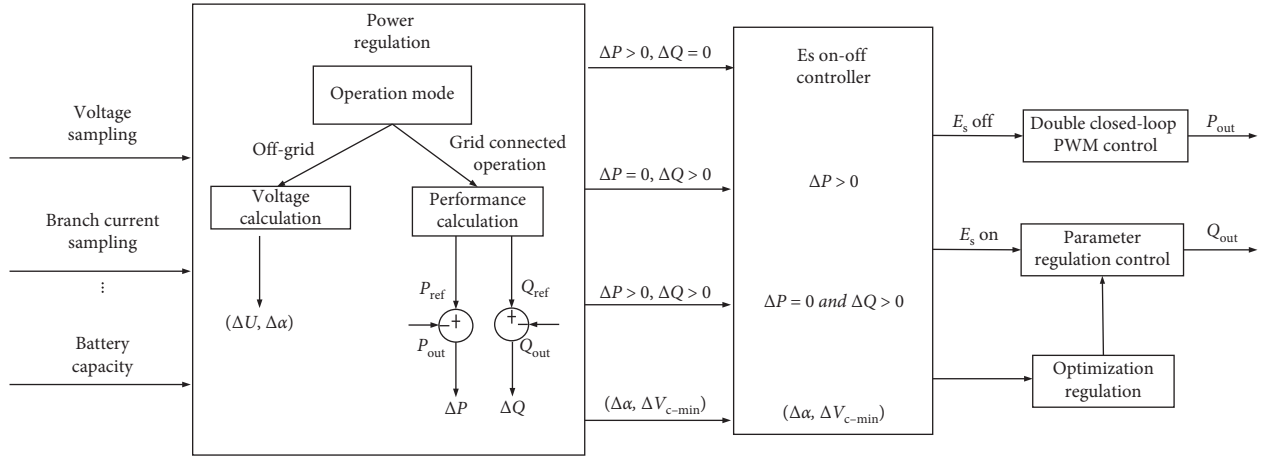 Voltage
sampling
Branch current
sampling
...
Battery
capacity
Power
regulation
Operation mode
Off-grid
Grid connected
operation
Voltage
calculation
Performance
calculation
(ΔU, Δα)
P_ref
Q_ref
+
–
+
–
P_out
Q_out
ΔP
ΔQ
ΔP > 0, ΔQ = 0
ΔP = 0, ΔQ > 0
ΔP > 0, ΔQ > 0
(Δα, ΔV_c–min)
Es on-off
controller
ΔP > 0
ΔP = 0 and ΔQ > 0
(Δα, ΔV_c–min)
E_s off
E_s on
Double closed-loop
PWM control
P_out
Parameter
regulation control
Q_out
Optimization
regulation